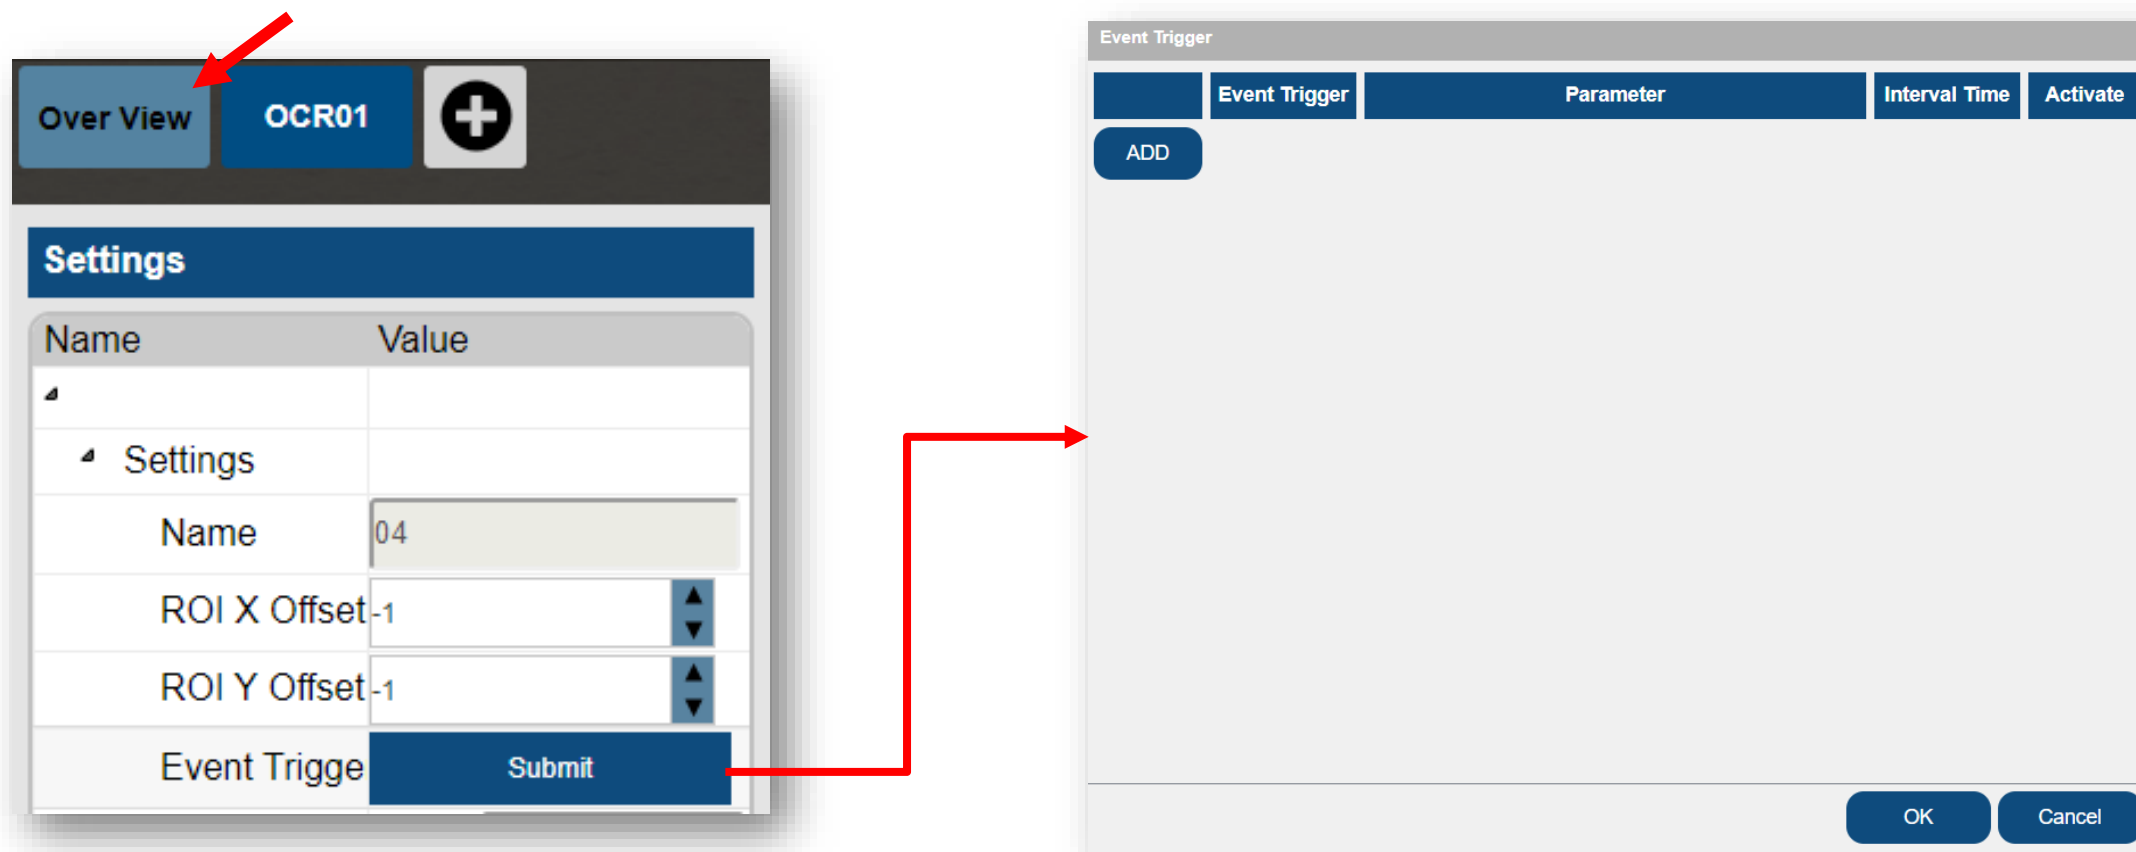 Over View
OCR01
Settings
Name Value
Settings
Name 04
ROI X Offset -1
ROI Y Offset -1
Event Trigge Submit
Event Trigger
Event Trigger Parameter Interval Time Activate
ADD
OK Cancel